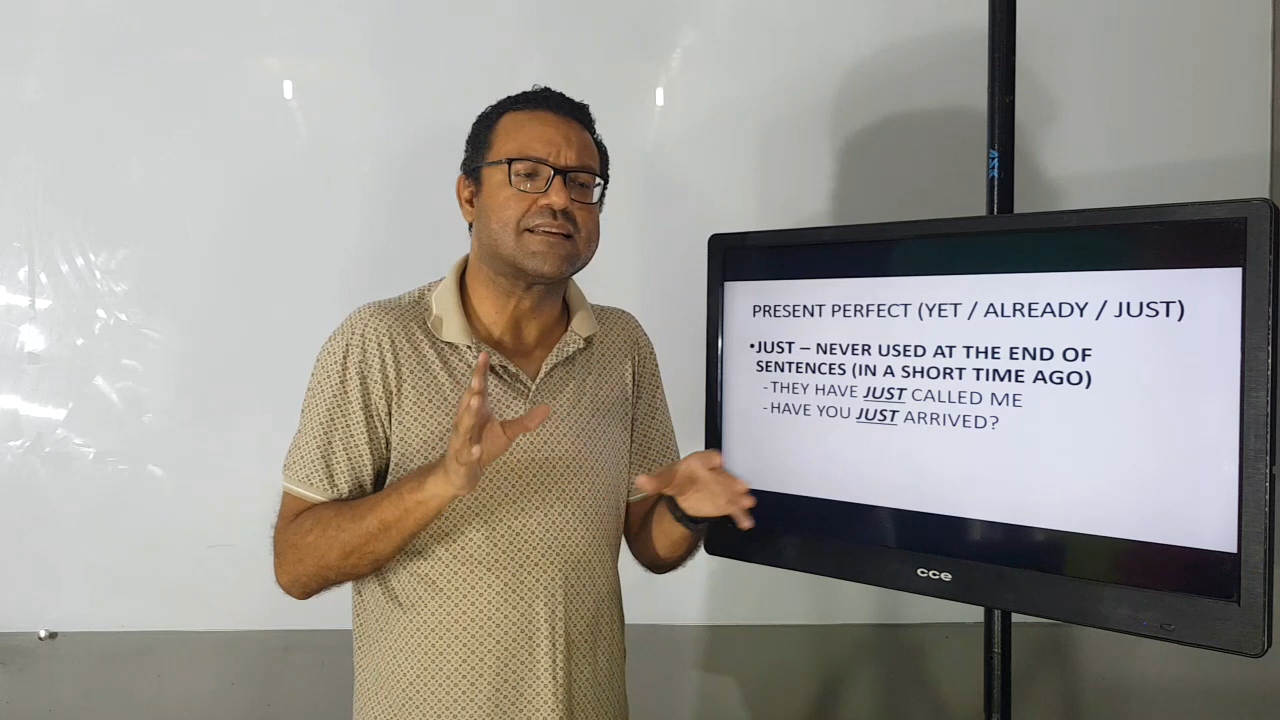 PRESENT PERFECT (YET / ALREADY / JUST)
•JUST – NEVER USED AT THE END OF
SENTENCES (IN A SHORT TIME AGO)
-THEY HAVE JUST CALLED ME
-HAVE YOU JUST ARRIVED?
cce